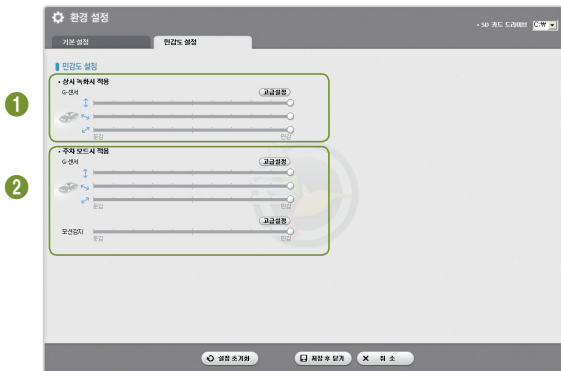 환경 설정
• SD 카드 드라이브 C:\
기본 설정 민감도 설정
민감도 설정
1
• 상시 녹화시 적용
G-센서 고급설정
둔감 민감
2
• 주차 모드시 적용
G-센서 고급설정
둔감 민감
고급설정
모션감지
둔감 민감
설정 초기화 저장 후 닫기 X 취 소